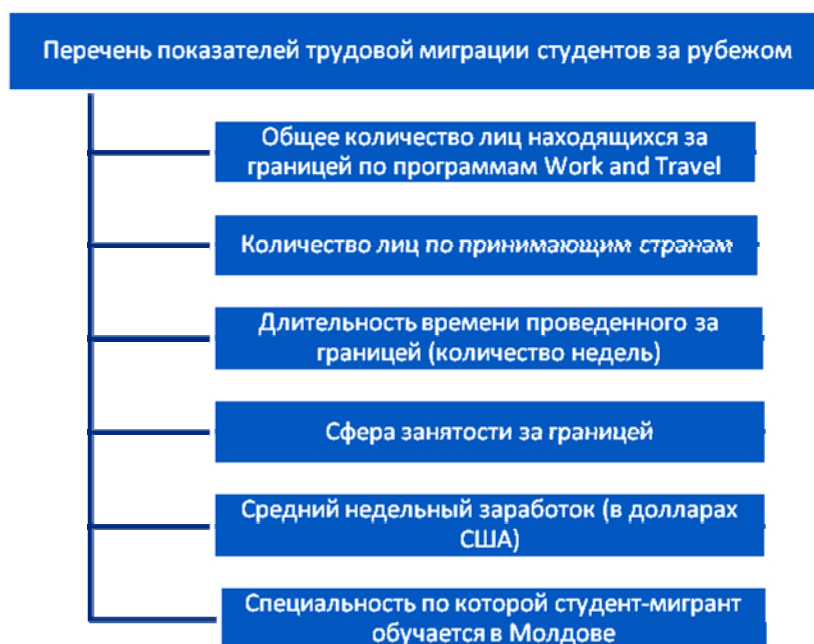 Перечень показателей трудовой миграции студентов за рубежом
Общее количество лиц находящихся за
границей по программам Work and Travel
Количество лиц по принимающим странам
Длительность времени проведенного за
границей (количество недель)
Сфера занятости за границей
Средний недельный заработок (в долларах
США)
Специальность по которой студент-мигрант
обучается в Молдове